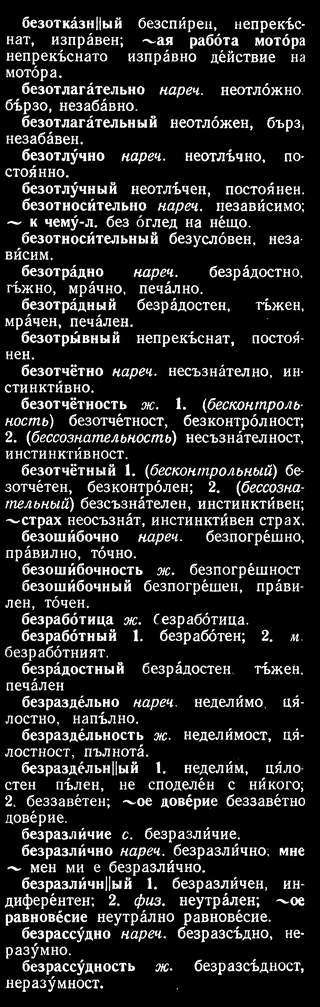 безотка́зн||ый безспи́рен, непрекъ́с-
нат, изпра́вен; ~ая рабо́та мото́ра
непрекъ́снато изпра́вно де́йствие на
мото́ра.
безотлага́тельно нареч. неотло́жно
бъ́рзо, незаба́вно.
безотлага́тельный неотло́жен, бърз,
незаба́вен.
безотлу́чно нареч. неотлъ́чно, по-
стоя́нно.
безотлу́чный неотлъ́чен, постоя́нен.
безотноси́тельно нареч. незави́симо;
~ к чему́-л. без о́глед на не́що.
безотноси́тельный безусло́вен, неза-
ви́сим.
безотра́дно нареч. безра́достно,
тъ́жно, мра́чно, печа́лно.
безотра́дный безра́достен, тъ́жен,
мра́чен, печа́лен.
безотры́вный непрекъ́снат, постоя́-
нен.
безотчётно нареч. несъзна́телно, ин-
стинкти́вно.
безотчётность ж. 1. (бесконтроль-
ность) безотче́тност, безконтро́лност;
2. (бессознательность) несъзна́телност,
инстинкти́вност.
безотчётный 1. (бесконтрольный) бе-
зотче́тен, безконтро́лен; 2. (бессозна-
тельный) безсъзна́телен, инстинкти́вен;
~страх неосъзна́т, инстинкти́вен страх.
безоши́бочно нареч. безпогре́шно,
пра́вилно, то́чно.
безоши́бочность ж. безпогре́шност
безоши́бочный безпогре́шен, пра́ви-
лен, то́чен.
безрабо́тица ж. безрабо́тица.
безрабо́тный 1. безрабо́тен; 2. м.
безрабо́тният.
безра́достный безра́достен тъ́жен,
печа́лен
безразде́льно нареч. недели́мо, ця́-
лостно, напъ́лно.
безразде́льность ж. недели́мост, ця́-
лостност, пълнота́.
безразде́льн||ый 1. недели́м, ця́ло-
стен пъ́лен, не споделе́н с ни́кого;
2. беззаве́тен; ~ое дове́рие беззаве́тно
дове́рие.
безразли́чие с. безразли́чие.
безразли́чно нареч. безразли́чно; мне
~ мен ми е безразли́чно.
безразли́чн||ый 1. безразли́чен, ин-
дифере́нтен; 2. физ. неутра́лен; ~ое
равнове́сие неутра́лно равнове́сие.
безрассу́дно нареч. безразсъ́дно, не-
разу́мно.
безрассу́дность ж. безразсъ́дност,
неразу́мност.